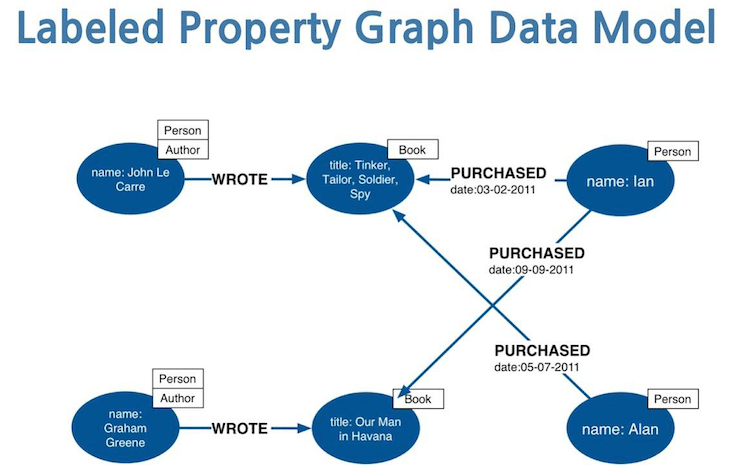 Labeled Property Graph Data Model
Person
Author
name: John Le
Carre
WROTE
Book
title: Tinker,
Tailor, Soldier,
Spy
PURCHASED
date:03-02-2011
Person
name: Ian
PURCHASED
date:09-09-2011
PURCHASED
date:05-07-2011
Person
Author
name:
Graham
Greene
WROTE
Book
title: Our Man
in Havana
Person
name: Alan